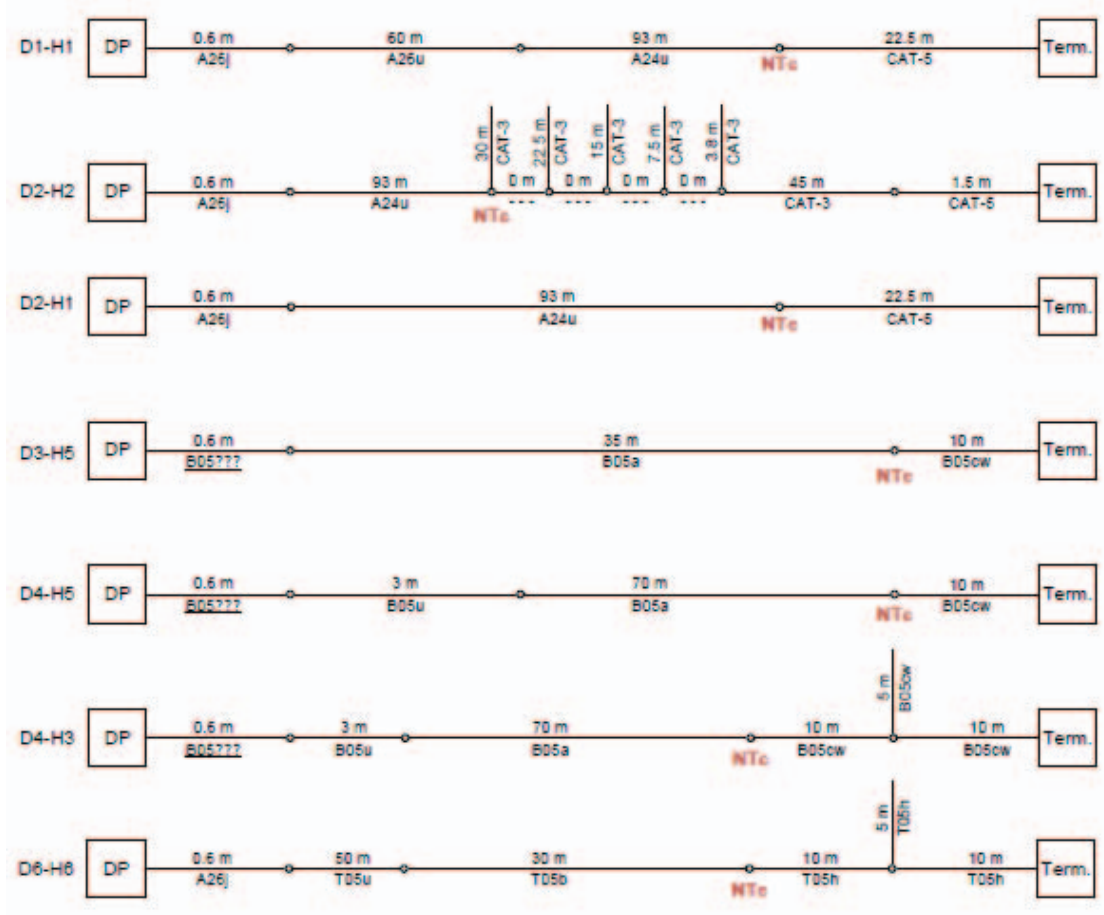 0.6 m 60 m 93 m 22.5 m
D1-H1 DP Term.
A26j A26u A24u NTc CAT-5
30 m CAT-3 22.5 m CAT-3 15 m CAT-3 7.5 m CAT-3 3.8 m CAT-3
0.6 m 93 m 0 m 0 m 0 m 0 m 45 m 1.5 m
D2-H2 DP Term.
A26j A24u NTc --- --- --- --- CAT-3 CAT-5
0.6 m 93 m 22.5 m
D2-H1 DP Term.
A26j A24u NTc CAT-5
0.6 m 35 m 10 m
D3-H5 DP Term.
B05??? B05a NTc B05cw
0.6 m 3 m 70 m 10 m
D4-H5 DP Term.
B05??? B05u B05a NTc B05cw
5 m B05cw
0.6 m 3 m 70 m 10 m 10 m
D4-H3 DP Term.
B05??? B05u B05a NTc B05cw B05cw
5 m T05h
0.6 m 50 m 30 m 10 m 10 m
D6-H6 DP Term.
A26j T05u T05b NTc T05h T05h